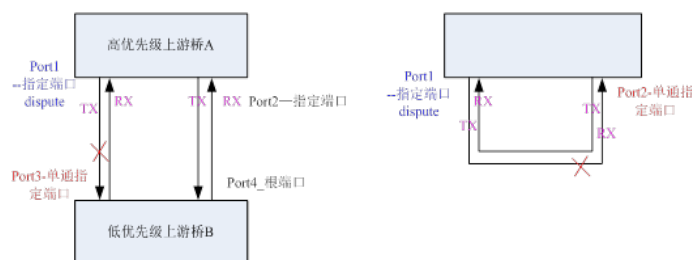 高优先级上游桥A
Port1
--指定端口
dispute
TX
RX
TX
RX
Port2—指定端口
Port3-单通指
定端口
Port4_根端口
低优先级上游桥B
Port1
--指定端口
dispute
RX
TX
TX
RX
Port2-单通指
定端口